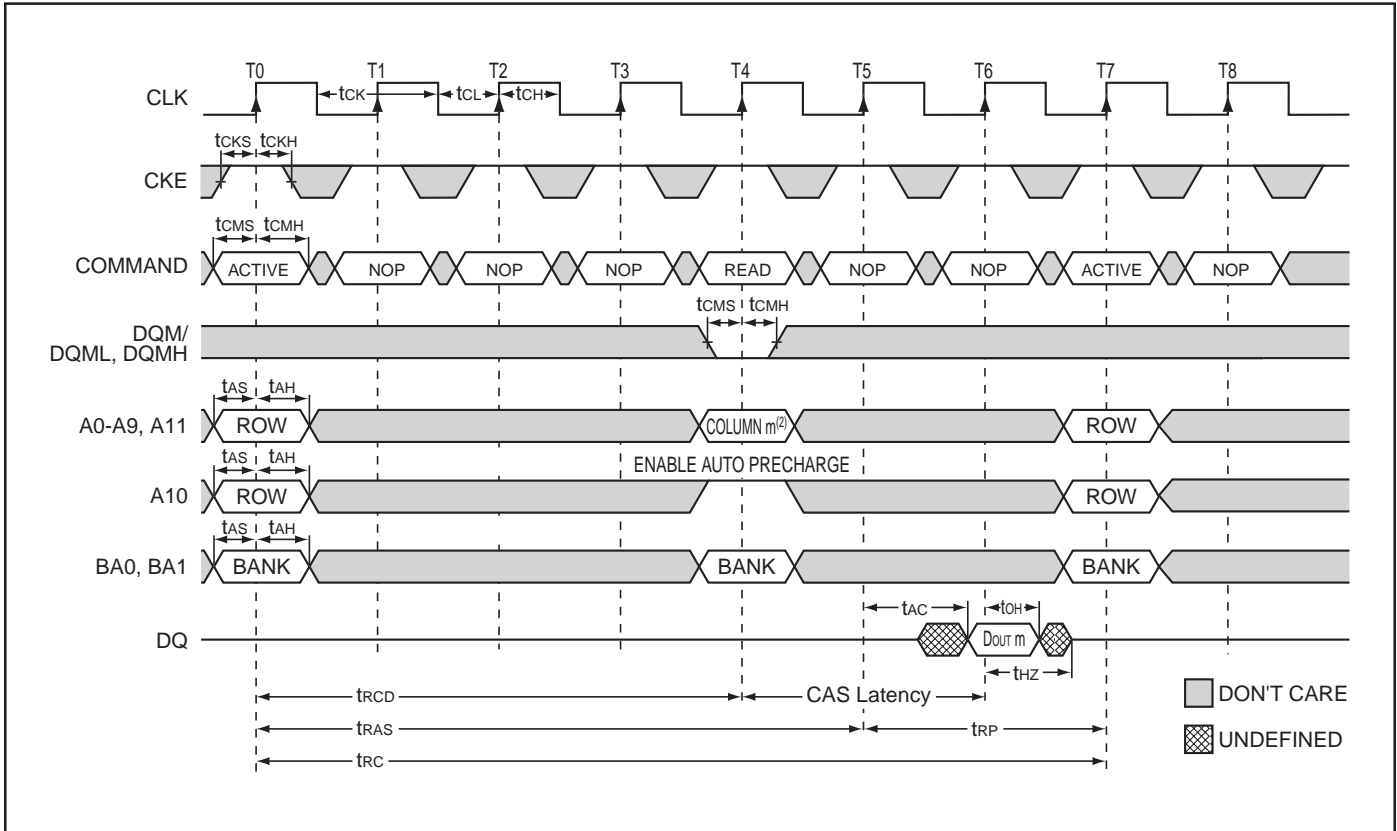 T0 T1 T2 T3 T4 T5 T6 T7 T8
CLK
tCK tCL tCH
tCKS tCKH
CKE
tCMS tCMH
COMMAND
ACTIVE NOP NOP NOP READ NOP NOP ACTIVE NOP
tCMS tCMH
DQM/
DQML, DQMH
tAS tAH
A0-A9, A11
ROW COLUMN m(2) ROW
tAS tAH
ENABLE AUTO PRECHARGE
A10
ROW ROW
tAS tAH
BA0, BA1
BANK BANK BANK
tAC tOH
DQ
DOUT m
tHZ
tRCD CAS Latency
DON'T CARE
tRAS tRP
UNDEFINED
tRC